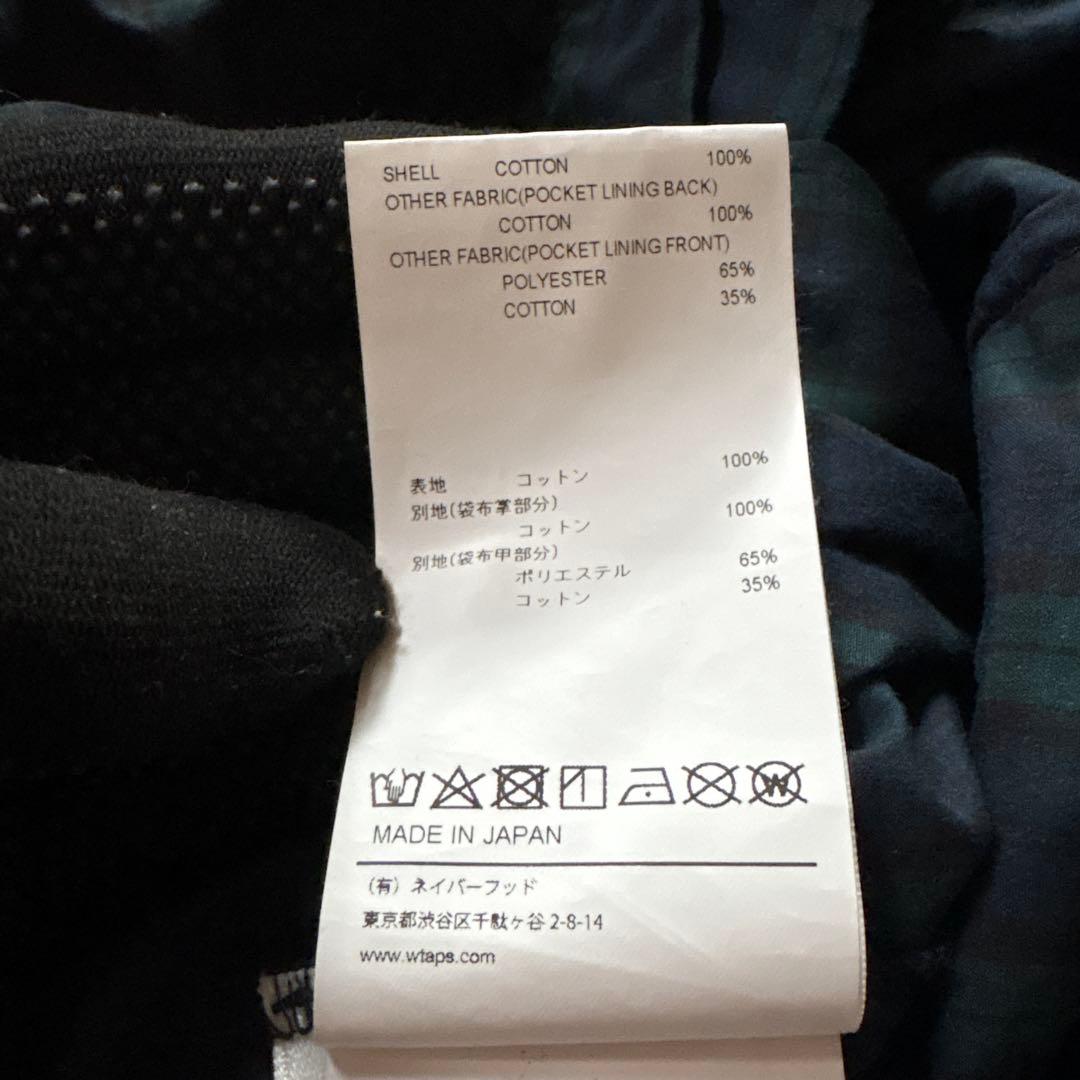 SHELL COTTON 100%
OTHER FABRIC(POCKET LINING BACK)
COTTON 100%
OTHER FABRIC(POCKET LINING FRONT)
POLYESTER 65%
COTTON 35%
表地 コットン 100%
別地(袋布掌部分)
コットン 100%
別地(袋布甲部分)
ポリエステル 65%
コットン 35%
W
MADE IN JAPAN
(有) ネイバーフッド
東京都渋谷区千駄ヶ谷 2-8-14
www.wtaps.com